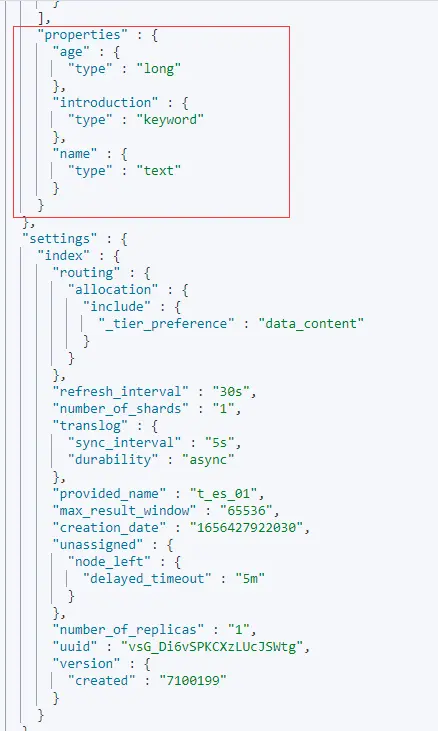 }
],
"properties" : {
"age" : {
"type" : "long"
},
"introduction" : {
"type" : "keyword"
},
"name" : {
"type" : "text"
}
}
},
"settings" : {
"index" : {
"routing" : {
"allocation" : {
"include" : {
"_tier_preference" : "data_content"
}
}
},
"refresh_interval" : "30s",
"number_of_shards" : "1",
"translog" : {
"sync_interval" : "5s",
"durability" : "async"
},
"provided_name" : "t_es_01",
"max_result_window" : "65536",
"creation_date" : "1656427922030",
"unassigned" : {
"node_left" : {
"delayed_timeout" : "5m"
}
},
"number_of_replicas" : "1",
"uuid" : "vsG_Di6vSPKCXzLUcJSWtg",
"version" : {
"created" : "7100199"
}
}
}